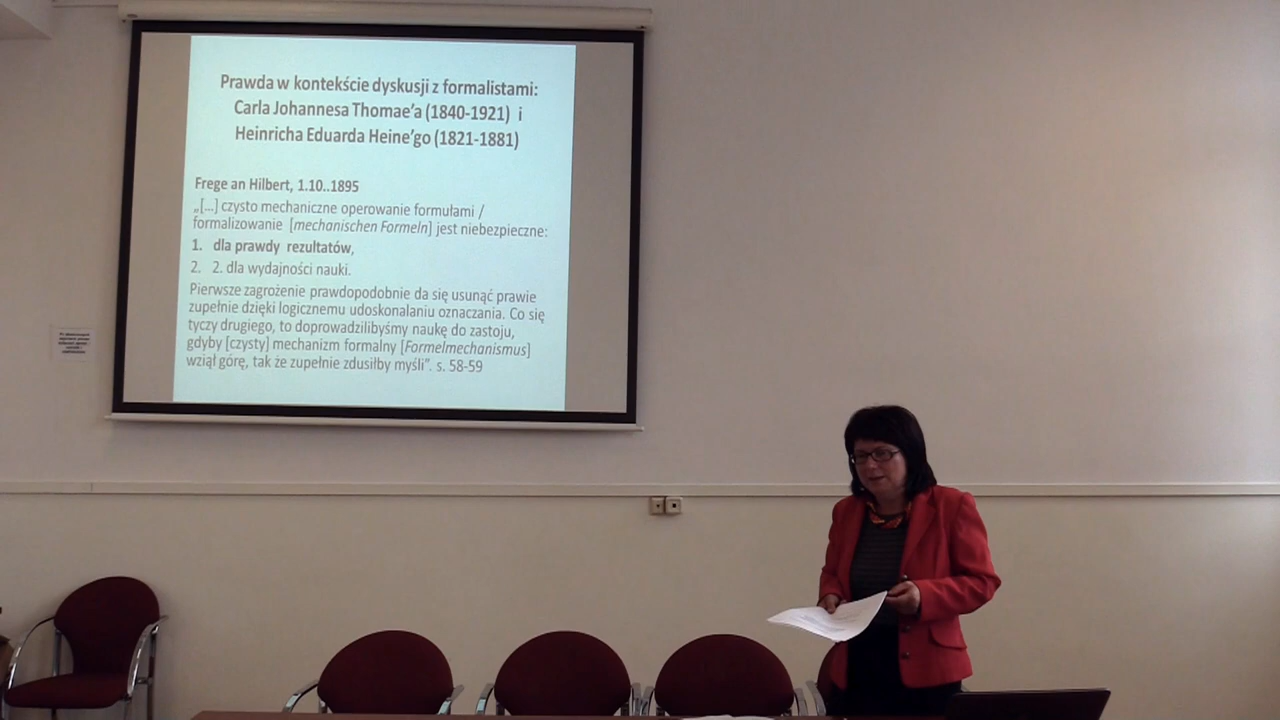 Prawda w kontekście dyskusji z formalistami:
Carla Johannesa Thomae'a (1840-1921) i
Heinricha Eduarda Heine'go (1821-1881)
Frege an Hilbert, 1.10..1895
„[...] czysto mechaniczne operowanie formułami /
formalizowanie [mechanischen Formeln] jest niebezpieczne:
1. dla prawdy rezultatów,
2. 2. dla wydajności nauki.
Pierwsze zagrożenie prawdopodobnie da się usunąć prawie
zupełnie dzięki logicznemu udoskonalaniu oznaczania. Co się
tyczy drugiego, to doprowadzilibyśmy naukę do zastoju,
gdyby [czysty] mechanizm formalny [Formelmechanismus]
wziął górę, tak że zupełnie zdusiłby myśli". s. 58-59